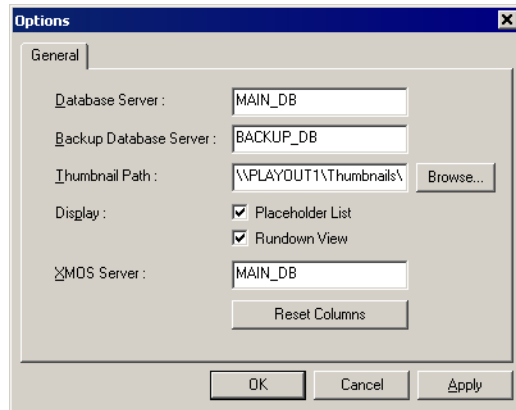 Options
General
Database Server : MAIN_DB
Backup Database Server : BACKUP_DB
Thumbnail Path : \\PLAYOUT1\Thumbnails\ Browse...
Display : Placeholder List
Rundown View
XMOS Server : MAIN_DB
Reset Columns
OK Cancel Apply